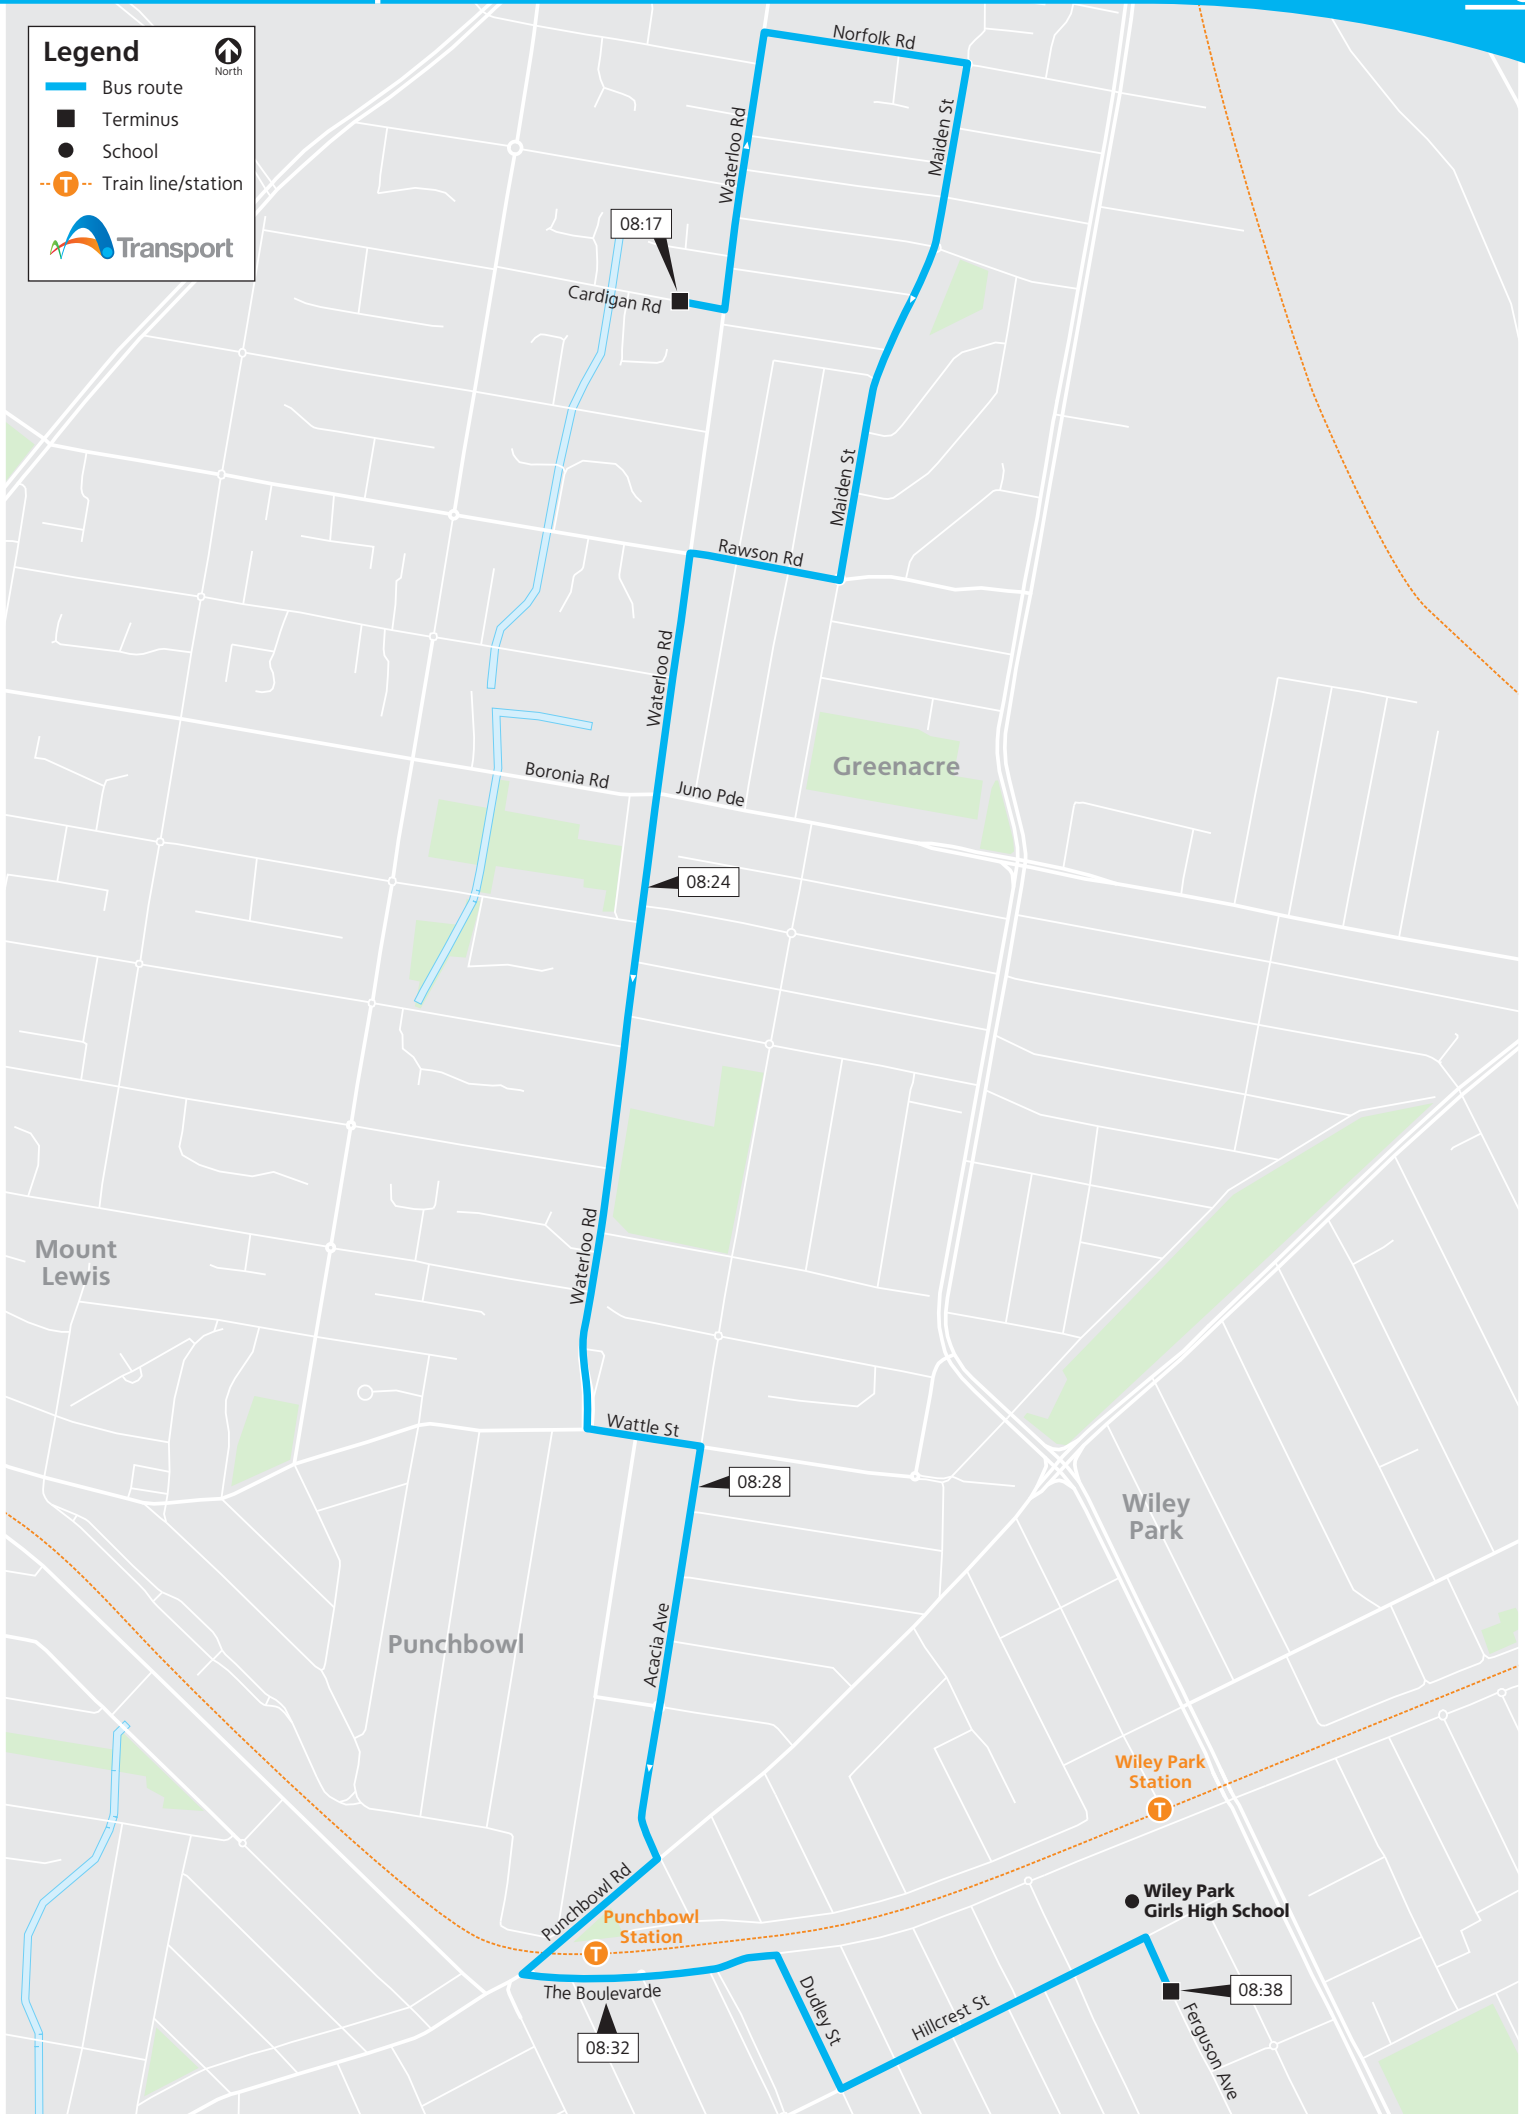 Legend
North
Bus route
Terminus
School
T
Train line/station
Transport
Norfolk Rd
Waterloo Rd
Maiden St
08:17
Cardigan Rd
Maiden St
Rawson Rd
Waterloo Rd
Greenacre
Boronia Rd
Juno Pde
08:24
Waterloo Rd
Mount
Lewis
Wattle St
08:28
Wiley
Park
Acacia Ave
Punchbowl
Wiley Park
Station
T
Punchbowl Rd
Wiley Park
Girls High School
Punchbowl
Station
T
The Boulevarde
08:32
Dudley St
Hillcrest St
08:38
Ferguson Ave